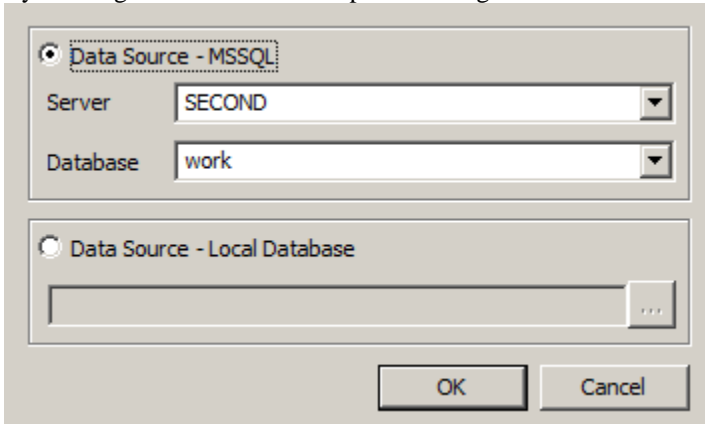 Data Source - MSSQL
Server SECOND
Database work
Data Source - Local Database
...
OK Cancel